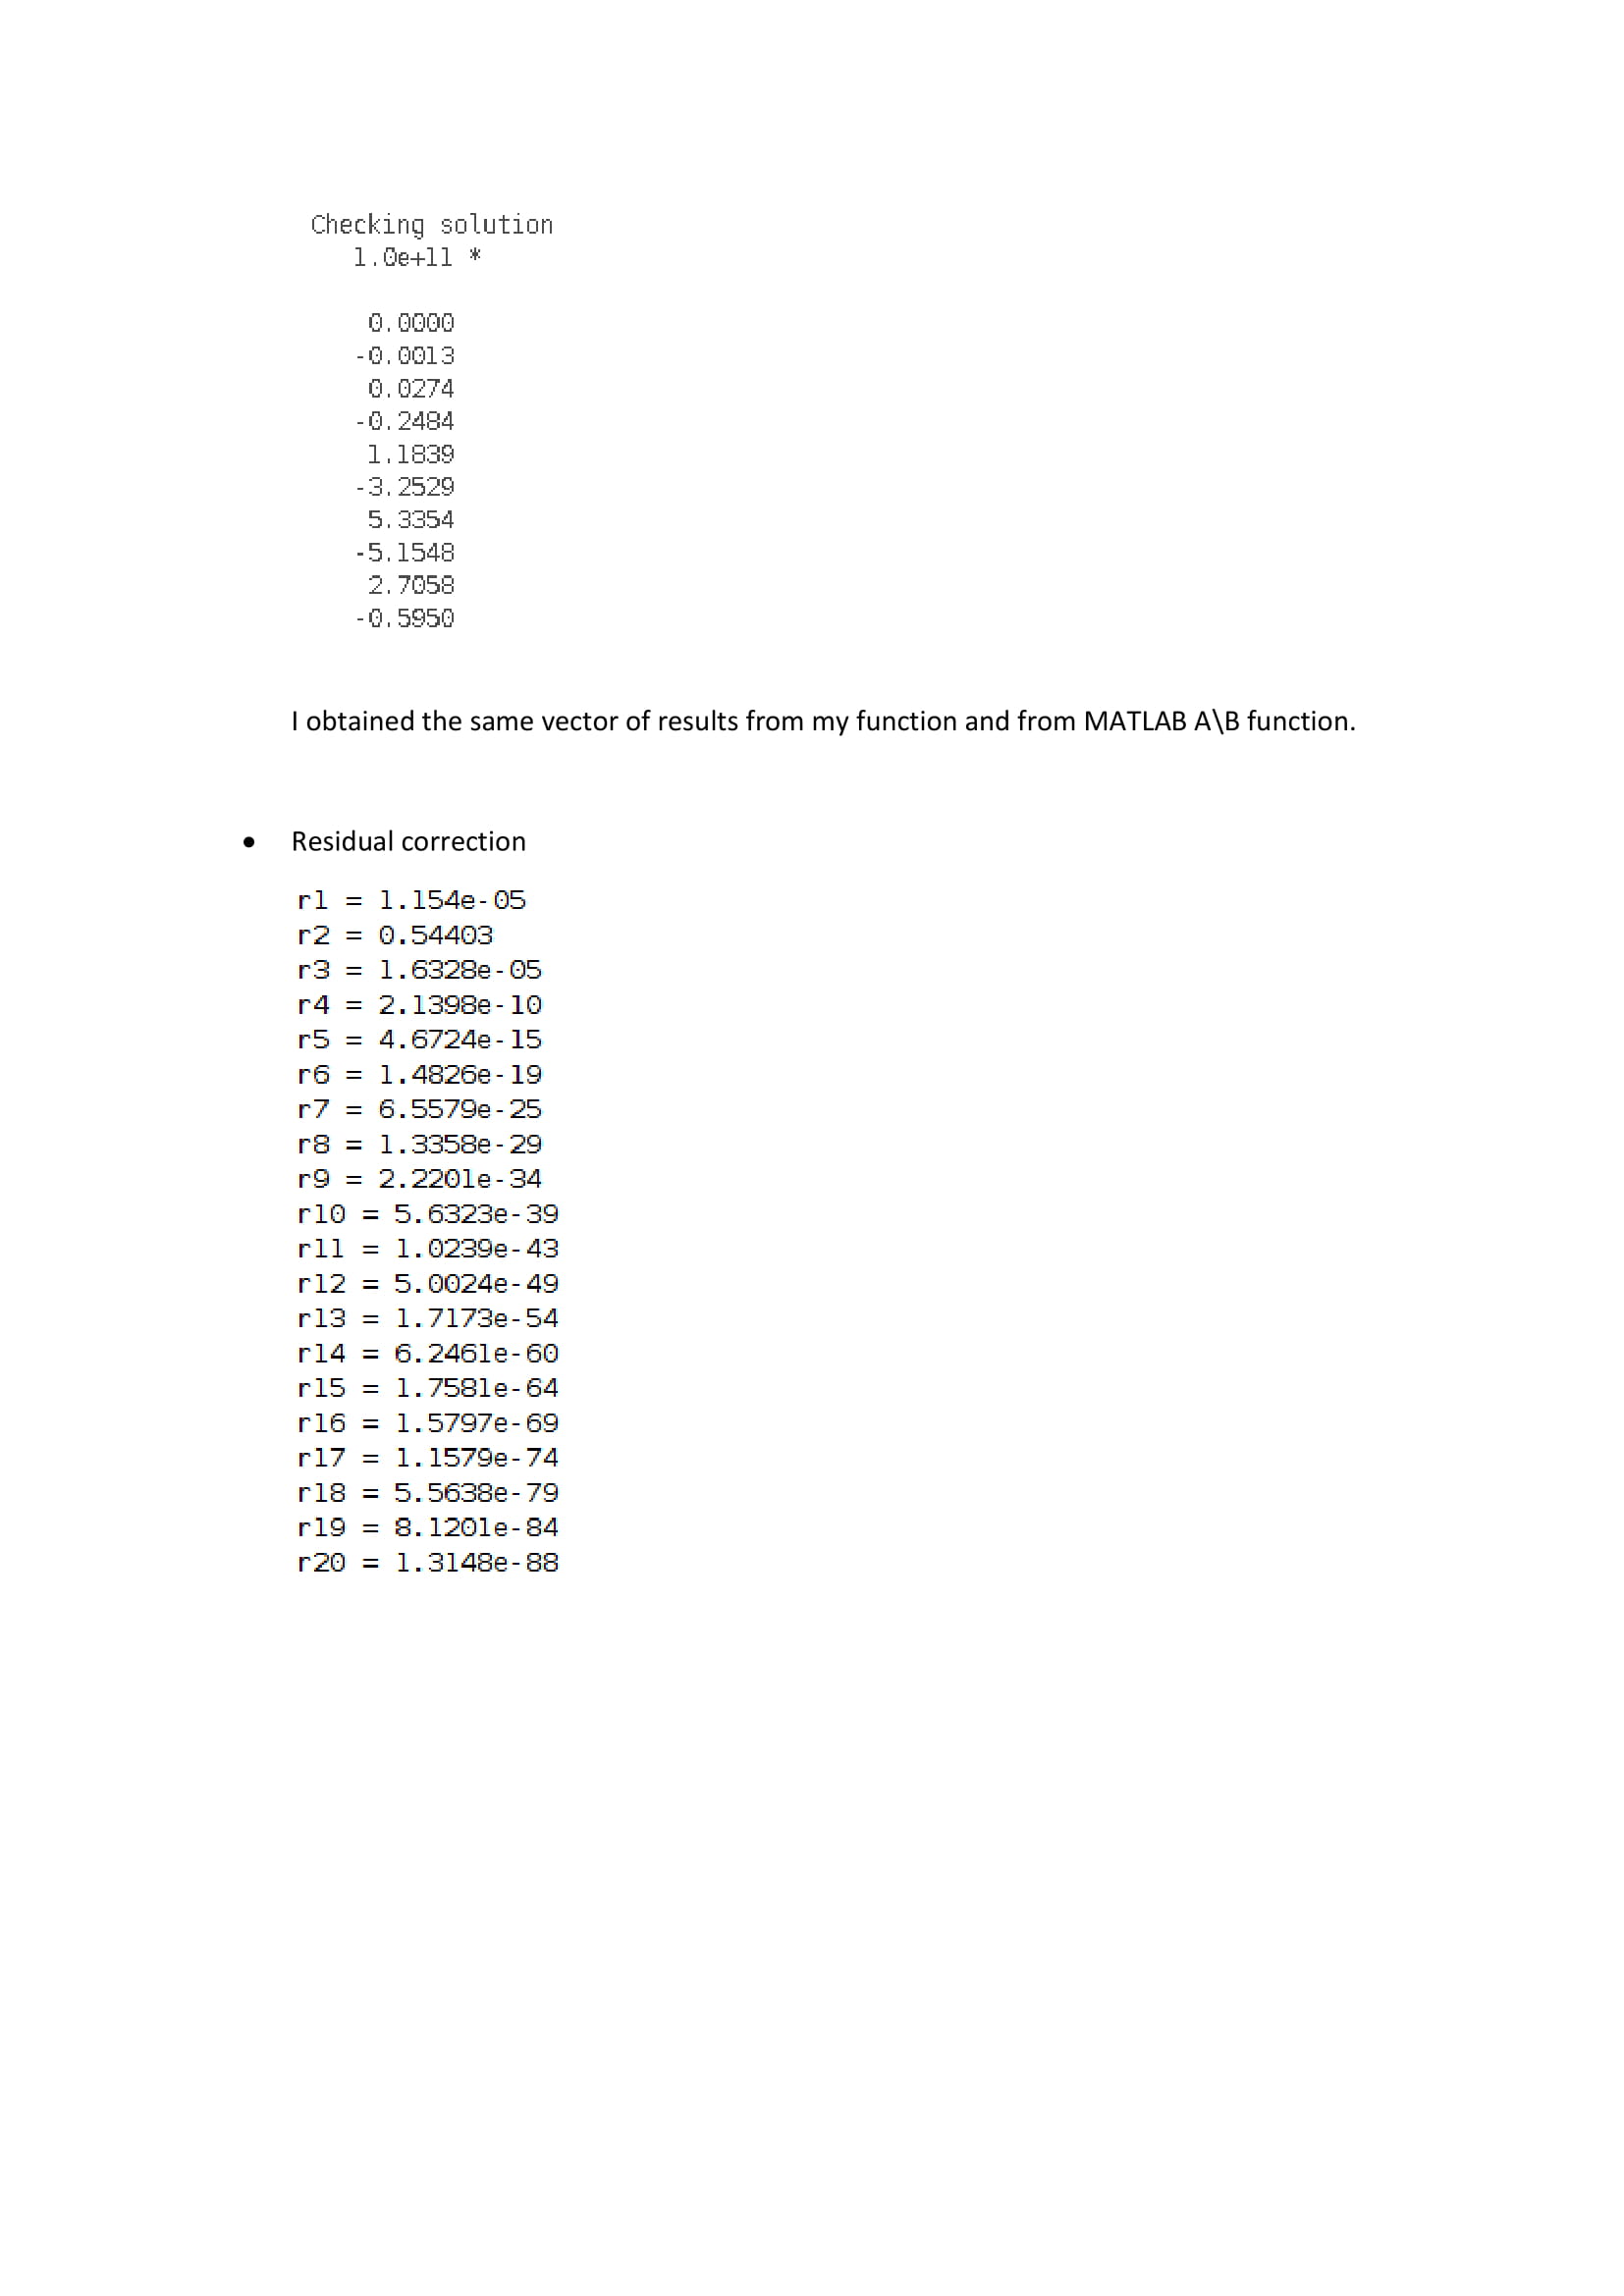 Checking solution
1.0e+11 *
0.0000
-0.0013
0.0274
-0.2484
1.1839
-3.2529
5.3354
-5.1548
2.7058
-0.5950
I obtained the same vector of results from my function and from MATLAB A\B function.
• Residual correction
r1 = 1.154e-05
r2 = 0.54403
r3 = 1.6328e-05
r4 = 2.1398e-10
r5 = 4.6724e-15
r6 = 1.4826e-19
r7 = 6.5579e-25
r8 = 1.3358e-29
r9 = 2.2201e-34
r10 = 5.6323e-39
r11 = 1.0239e-43
r12 = 5.0024e-49
r13 = 1.7173e-54
r14 = 6.2461e-60
r15 = 1.7581e-64
r16 = 1.5797e-69
r17 = 1.1579e-74
r18 = 5.5638e-79
r19 = 8.1201e-84
r20 = 1.3148e-88